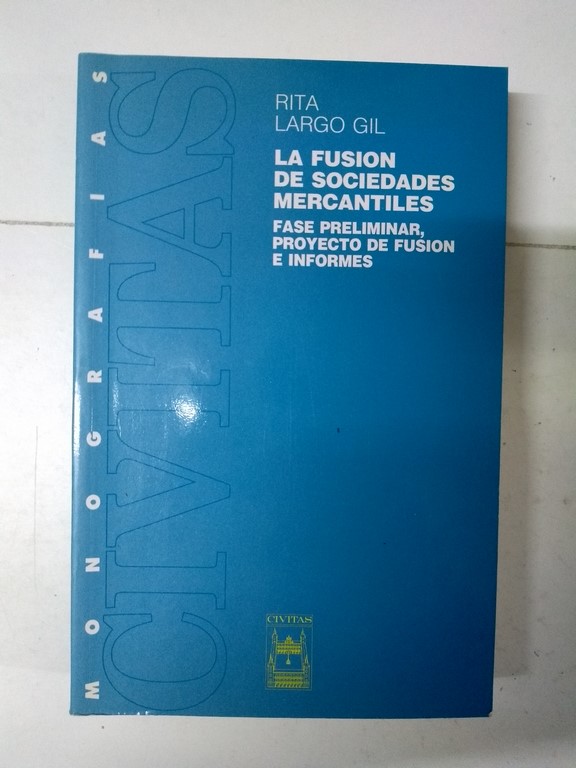 RITA
LARGO GIL
LA FUSION
DE SOCIEDADES
MERCANTILES
FASE PRELIMINAR,
PROYECTO DE FUSION
E INFORMES
MONOGRAFIAS
CIVITAS
CIVITAS